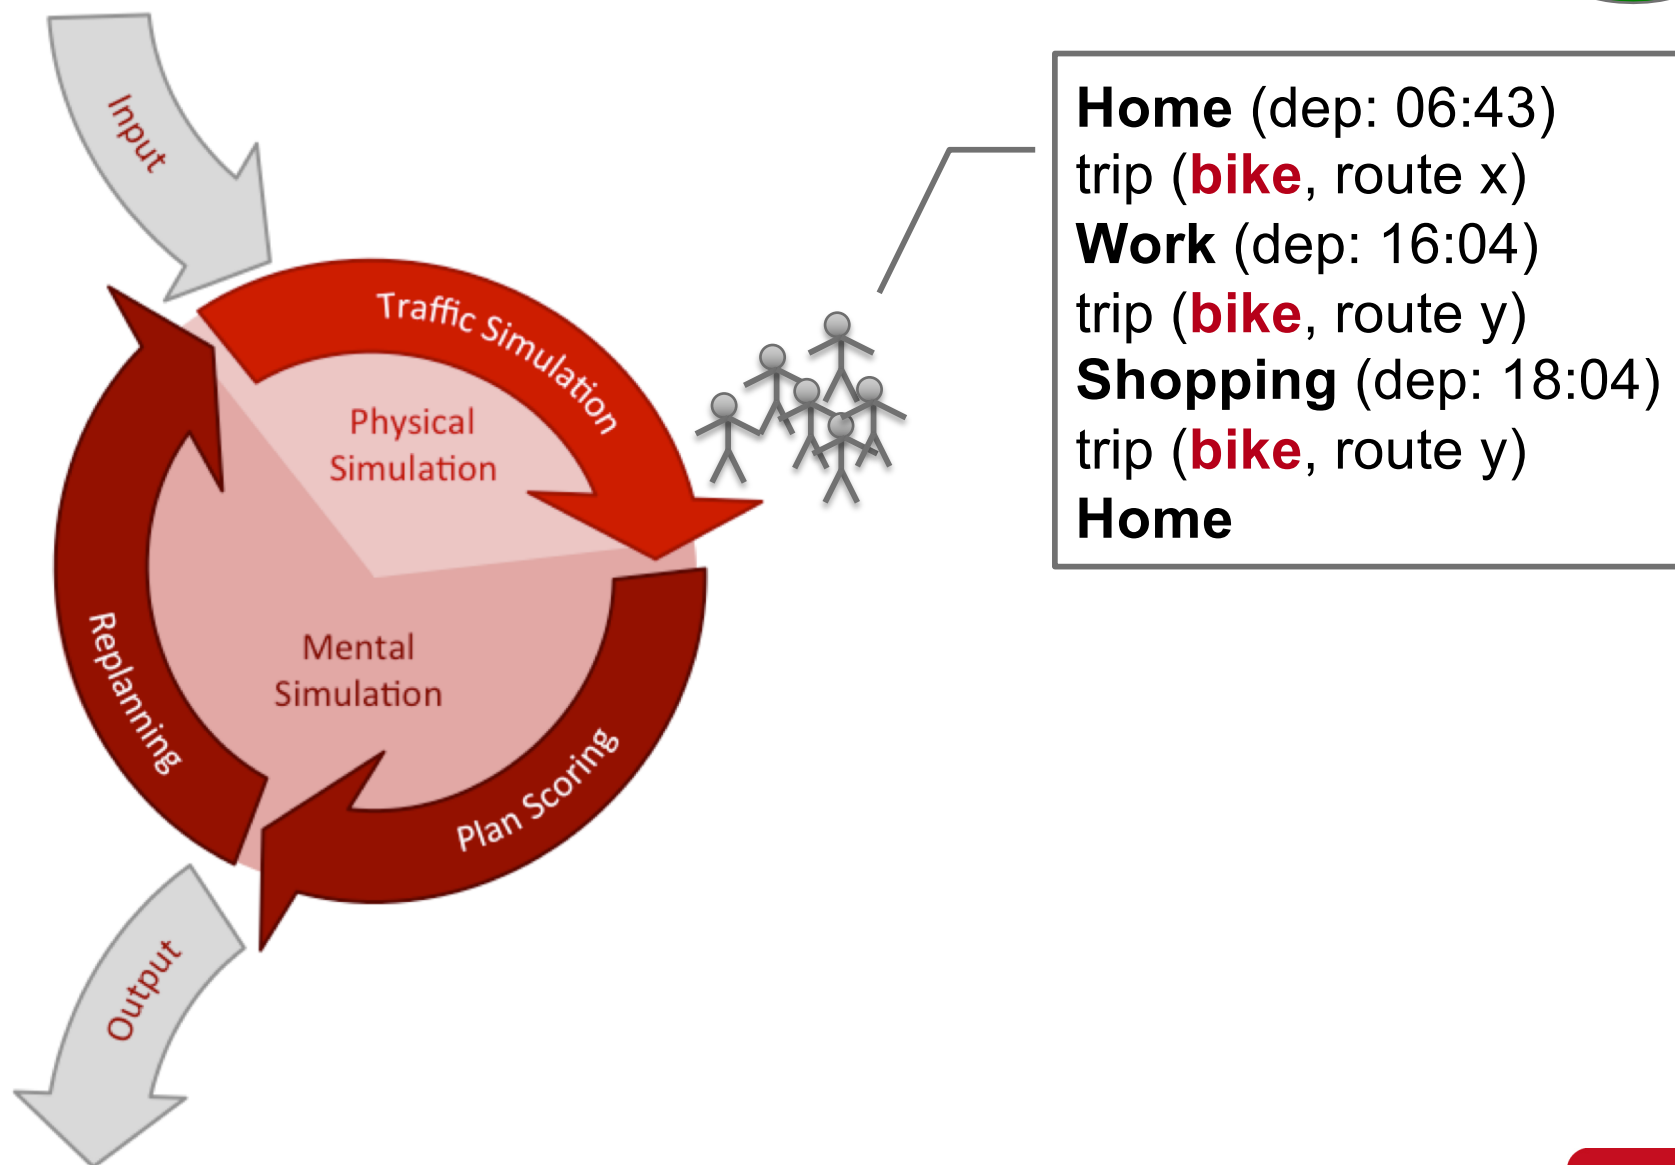 Input
Traffic Simulation
Physical
Simulation
Mental
Simulation
Replanning
Plan Scoring
Output
Home (dep: 06:43)
trip (bike, route x)
Work (dep: 16:04)
trip (bike, route y)
Shopping (dep: 18:04)
trip (bike, route y)
Home